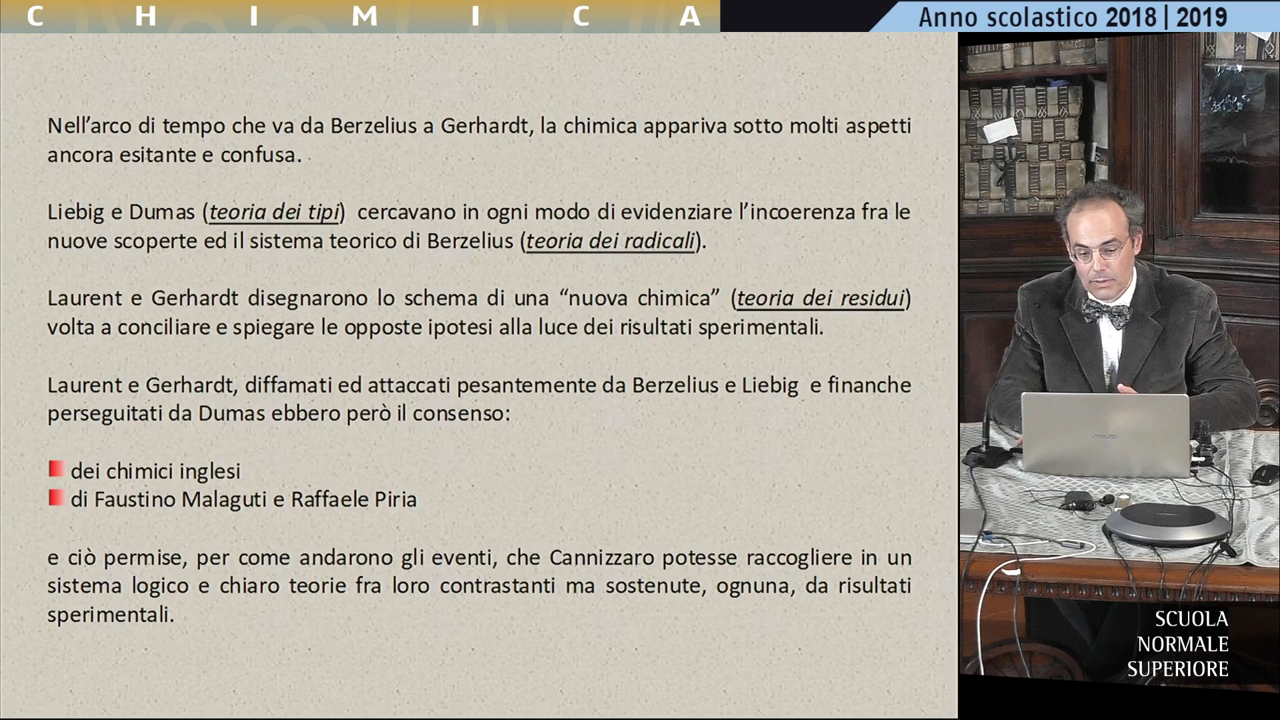 C H I M I C A
Anno scolastico 2018 | 2019
Nell’arco di tempo che va da Berzelius a Gerhardt, la chimica appariva sotto molti aspetti
ancora esitante e confusa.
Liebig e Dumas (teoria dei tipi) cercavano in ogni modo di evidenziare l’incoerenza fra le
nuove scoperte ed il sistema teorico di Berzelius (teoria dei radicali).
Laurent e Gerhardt disegnarono lo schema di una “nuova chimica” (teoria dei residui)
volta a conciliare e spiegare le opposte ipotesi alla luce dei risultati sperimentali.
Laurent e Gerhardt, diffamati ed attaccati pesantemente da Berzelius e Liebig e finanche
perseguitati da Dumas ebbero però il consenso:
dei chimici inglesi
di Faustino Malaguti e Raffaele Piria
e ciò permise, per come andarono gli eventi, che Cannizzaro potesse raccogliere in un
sistema logico e chiaro teorie fra loro contrastanti ma sostenute, ognuna, da risultati
sperimentali.
SCUOLA
NORMALE
SUPERIORE